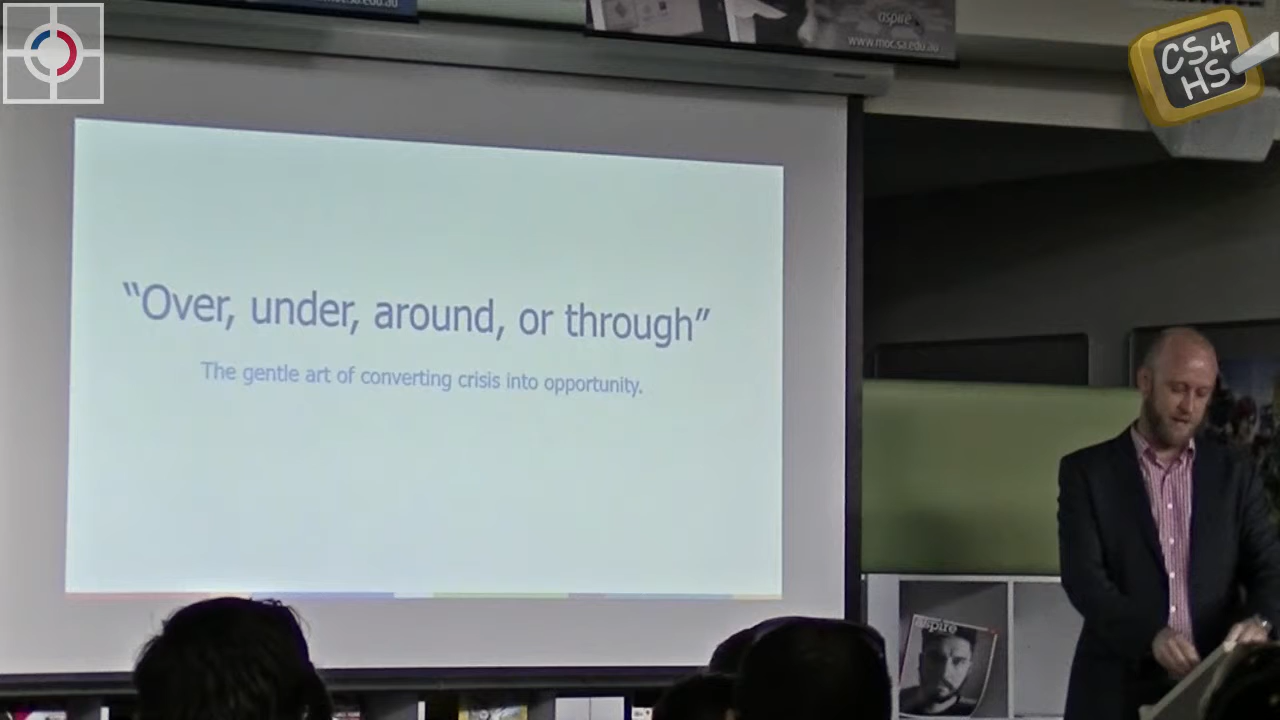 aspire
www.moc.sa.edu.au
CS4
HS
“Over, under, around, or through”
The gentle art of converting crisis into opportunity.
aspire